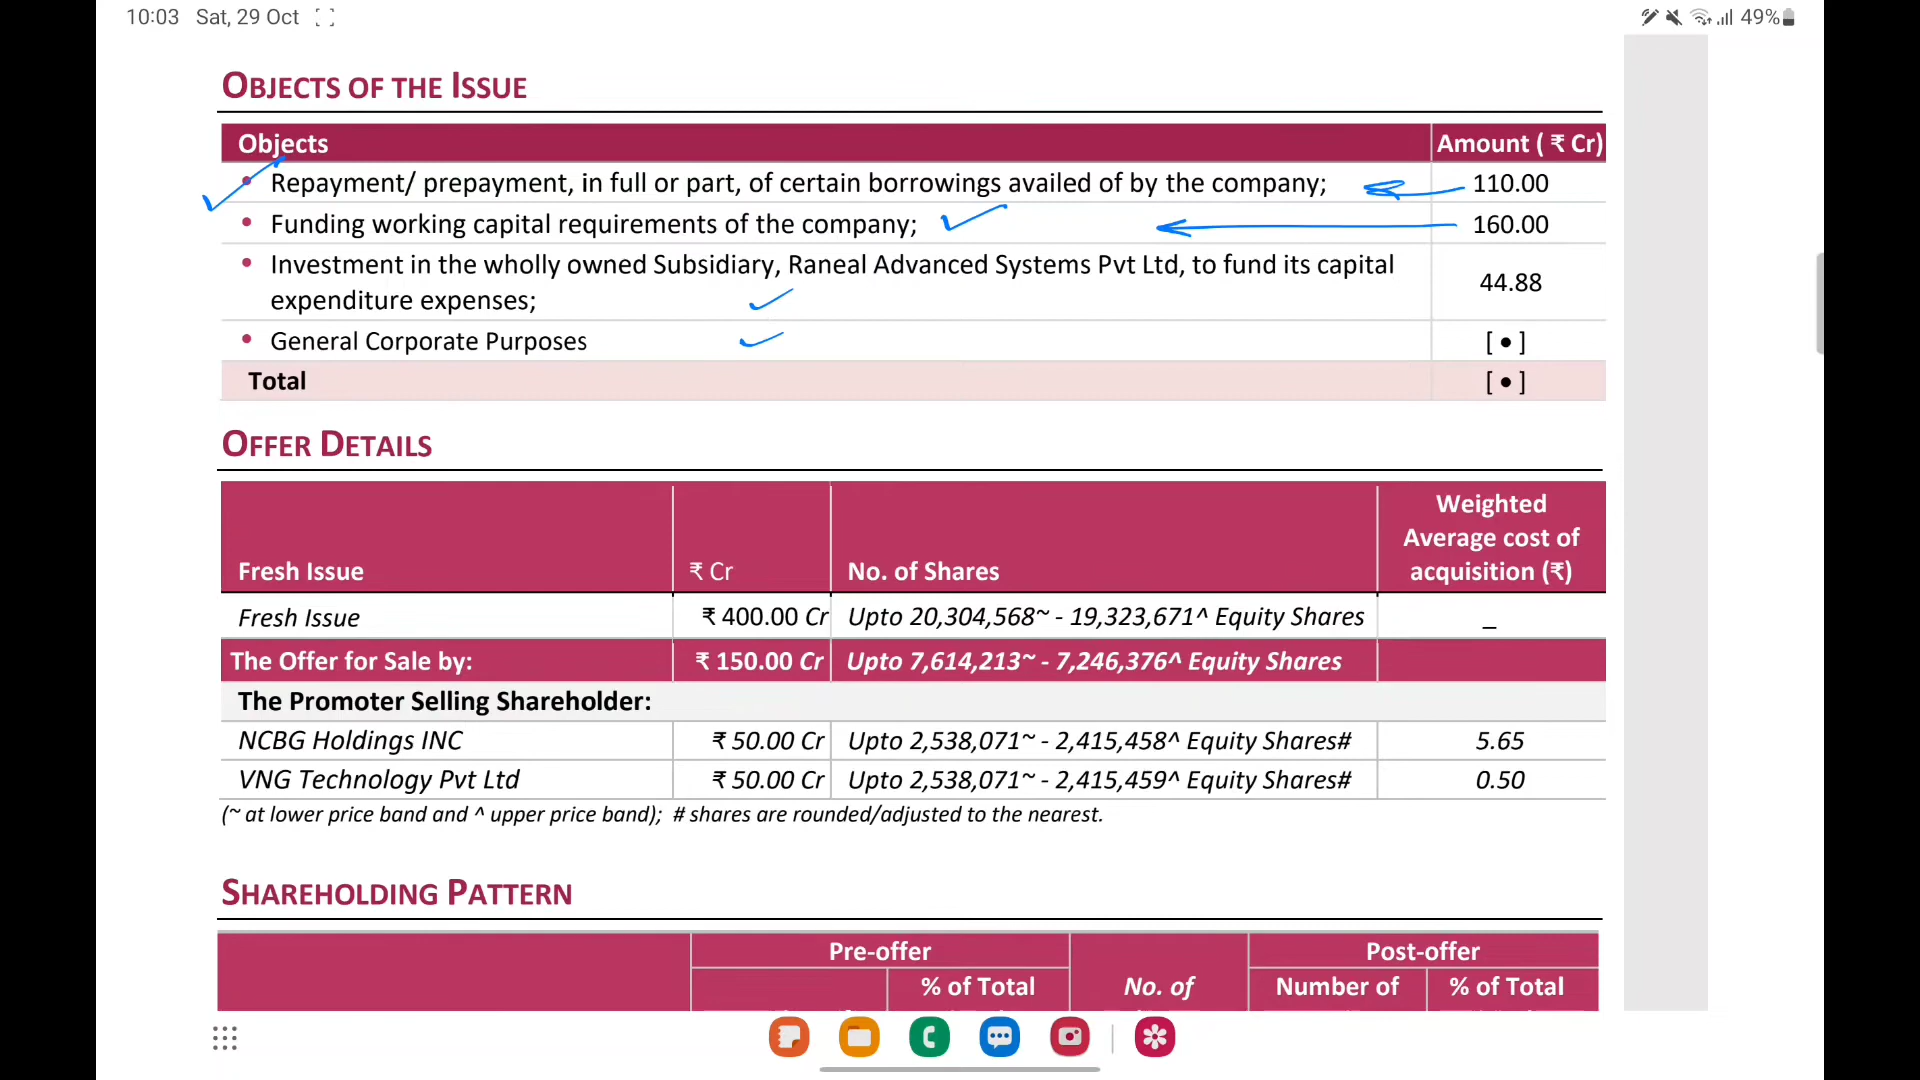 10:03 Sat, 29 Oct
49%
OBJECTS OF THE ISSUE
Objects Amount ( ₹ Cr)
• Repayment/ prepayment, in full or part, of certain borrowings availed of by the company; 110.00
• Funding working capital requirements of the company; 160.00
• Investment in the wholly owned Subsidiary, Raneal Advanced Systems Pvt Ltd, to fund its capital
expenditure expenses; 44.88
• General Corporate Purposes [ ● ]
Total [ ● ]
OFFER DETAILS
Weighted
Average cost of
Fresh Issue ₹ Cr No. of Shares acquisition (₹)
Fresh Issue ₹ 400.00 Cr Upto 20,304,568~ - 19,323,671^ Equity Shares _
The Offer for Sale by: ₹ 150.00 Cr Upto 7,614,213~ - 7,246,376^ Equity Shares
The Promoter Selling Shareholder:
NCBG Holdings INC ₹ 50.00 Cr Upto 2,538,071~ - 2,415,458^ Equity Shares# 5.65
VNG Technology Pvt Ltd ₹ 50.00 Cr Upto 2,538,071~ - 2,415,459^ Equity Shares# 0.50
(~ at lower price band and ^ upper price band); # shares are rounded/adjusted to the nearest.
SHAREHOLDING PATTERN
Pre-offer Post-offer
% of Total No. of Number of % of Total